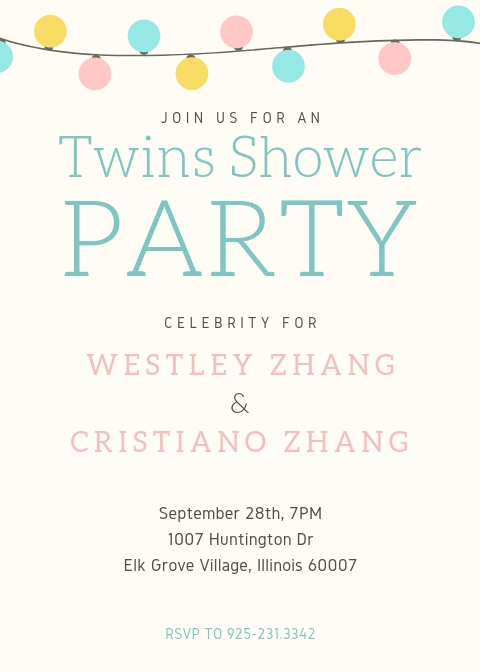 JOIN US FOR AN
Twins Shower
PARTY
CELEBRITY FOR
WESTLEY ZHANG
&
CRISTIANO ZHANG
September 28th, 7PM
1007 Huntington Dr
Elk Grove Village, Illinois 60007
RSVP TO 925-231.3342